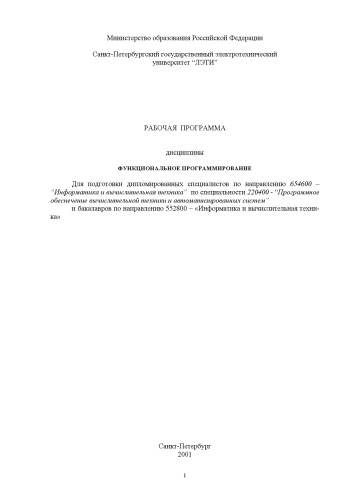 Министерство образования Российской Федерации
Санкт-Петербургский государственный электротехнический
университет “ЛЭТИ”
РАБОЧАЯ ПРОГРАММА
дисциплины
ФУНКЦИОНАЛЬНОЕ ПРОГРАММИРОВАНИЕ
Для подготовки дипломированных специалистов по направлению 654600 –
“Информатика и вычислительная техника” по специальности 220400 - “Программное
обеспечение вычислительной техники и автоматизированных систем”
и бакалавров по направлению 552800 – «Информатика и вычислительная техни-
ка»
Санкт-Петербург
2001
1